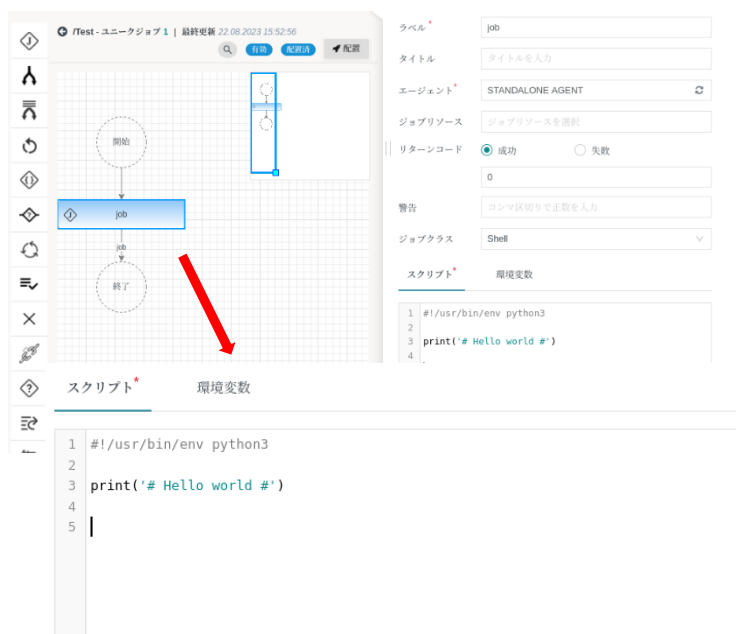 /Test - ユニークジョブ 1 | 最終更新 22.08.2023 15:52:56
有効 配置済 配置
開始
job
job
終了
ラベル * job
タイトル タイトルを入力
エージェント * STANDALONE AGENT
ジョブリソース ジョブリソースを選択
リターンコード 成功 失敗
0
警告 コンマ区切りで正数を入力
ジョブクラス Shell
スクリプト * 環境変数
1 #!/usr/bin/env python3
2
3 print('# Hello world #')
4
スクリプト * 環境変数
1 #!/usr/bin/env python3
2
3 print('# Hello world #')
4
5